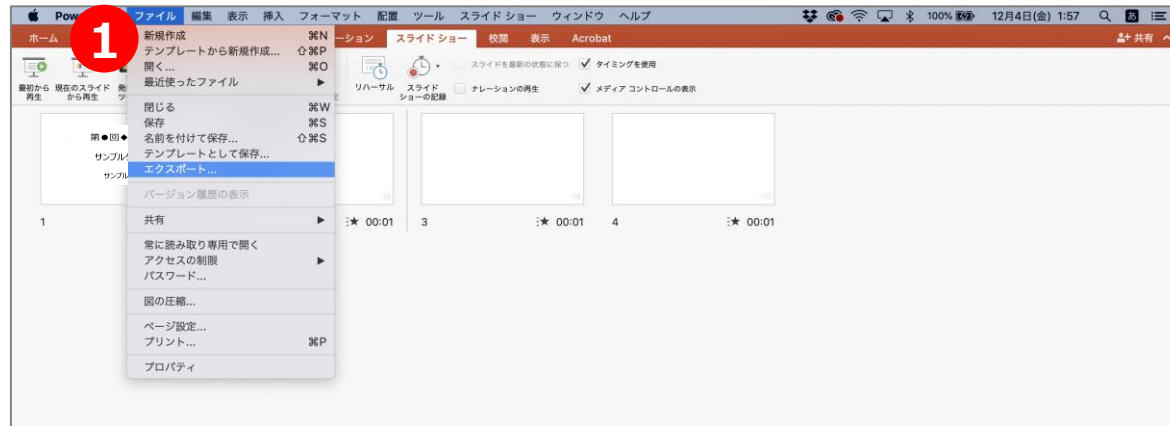 ファイル 編集 表示 挿入 フォーマット 配置 ツール スライド ショー ウィンドウ ヘルプ 100% 12月4日(金) 1:57 あ
1
ホーム スライド ショー 校閲 表示 Acrobat 共有
新規作成 ⌘N
テンプレートから新規作成... ⇧⌘P
開く... ⌘O
最近使ったファイル ▶
閉じる ⌘W
保存 ⌘S
名前を付けて保存... ⇧⌘S
テンプレートとして保存...
エクスポート...
バージョン履歴の表示
共有 ▶
常に読み取り専用で開く
アクセスの制限 ▶
パスワード...
図の圧縮...
ページ設定...
プリント... ⌘P
プロパティ
最初から 現在のスライド
再生 から再生
リハーサル スライド
ショーの記録
スライドを最新の状態に保つ タイミングを使用
ナレーションの再生 メディア コントロールの表示
第●回◆
サンプル
サンプル
1 00:01 3 00:01 4 00:01